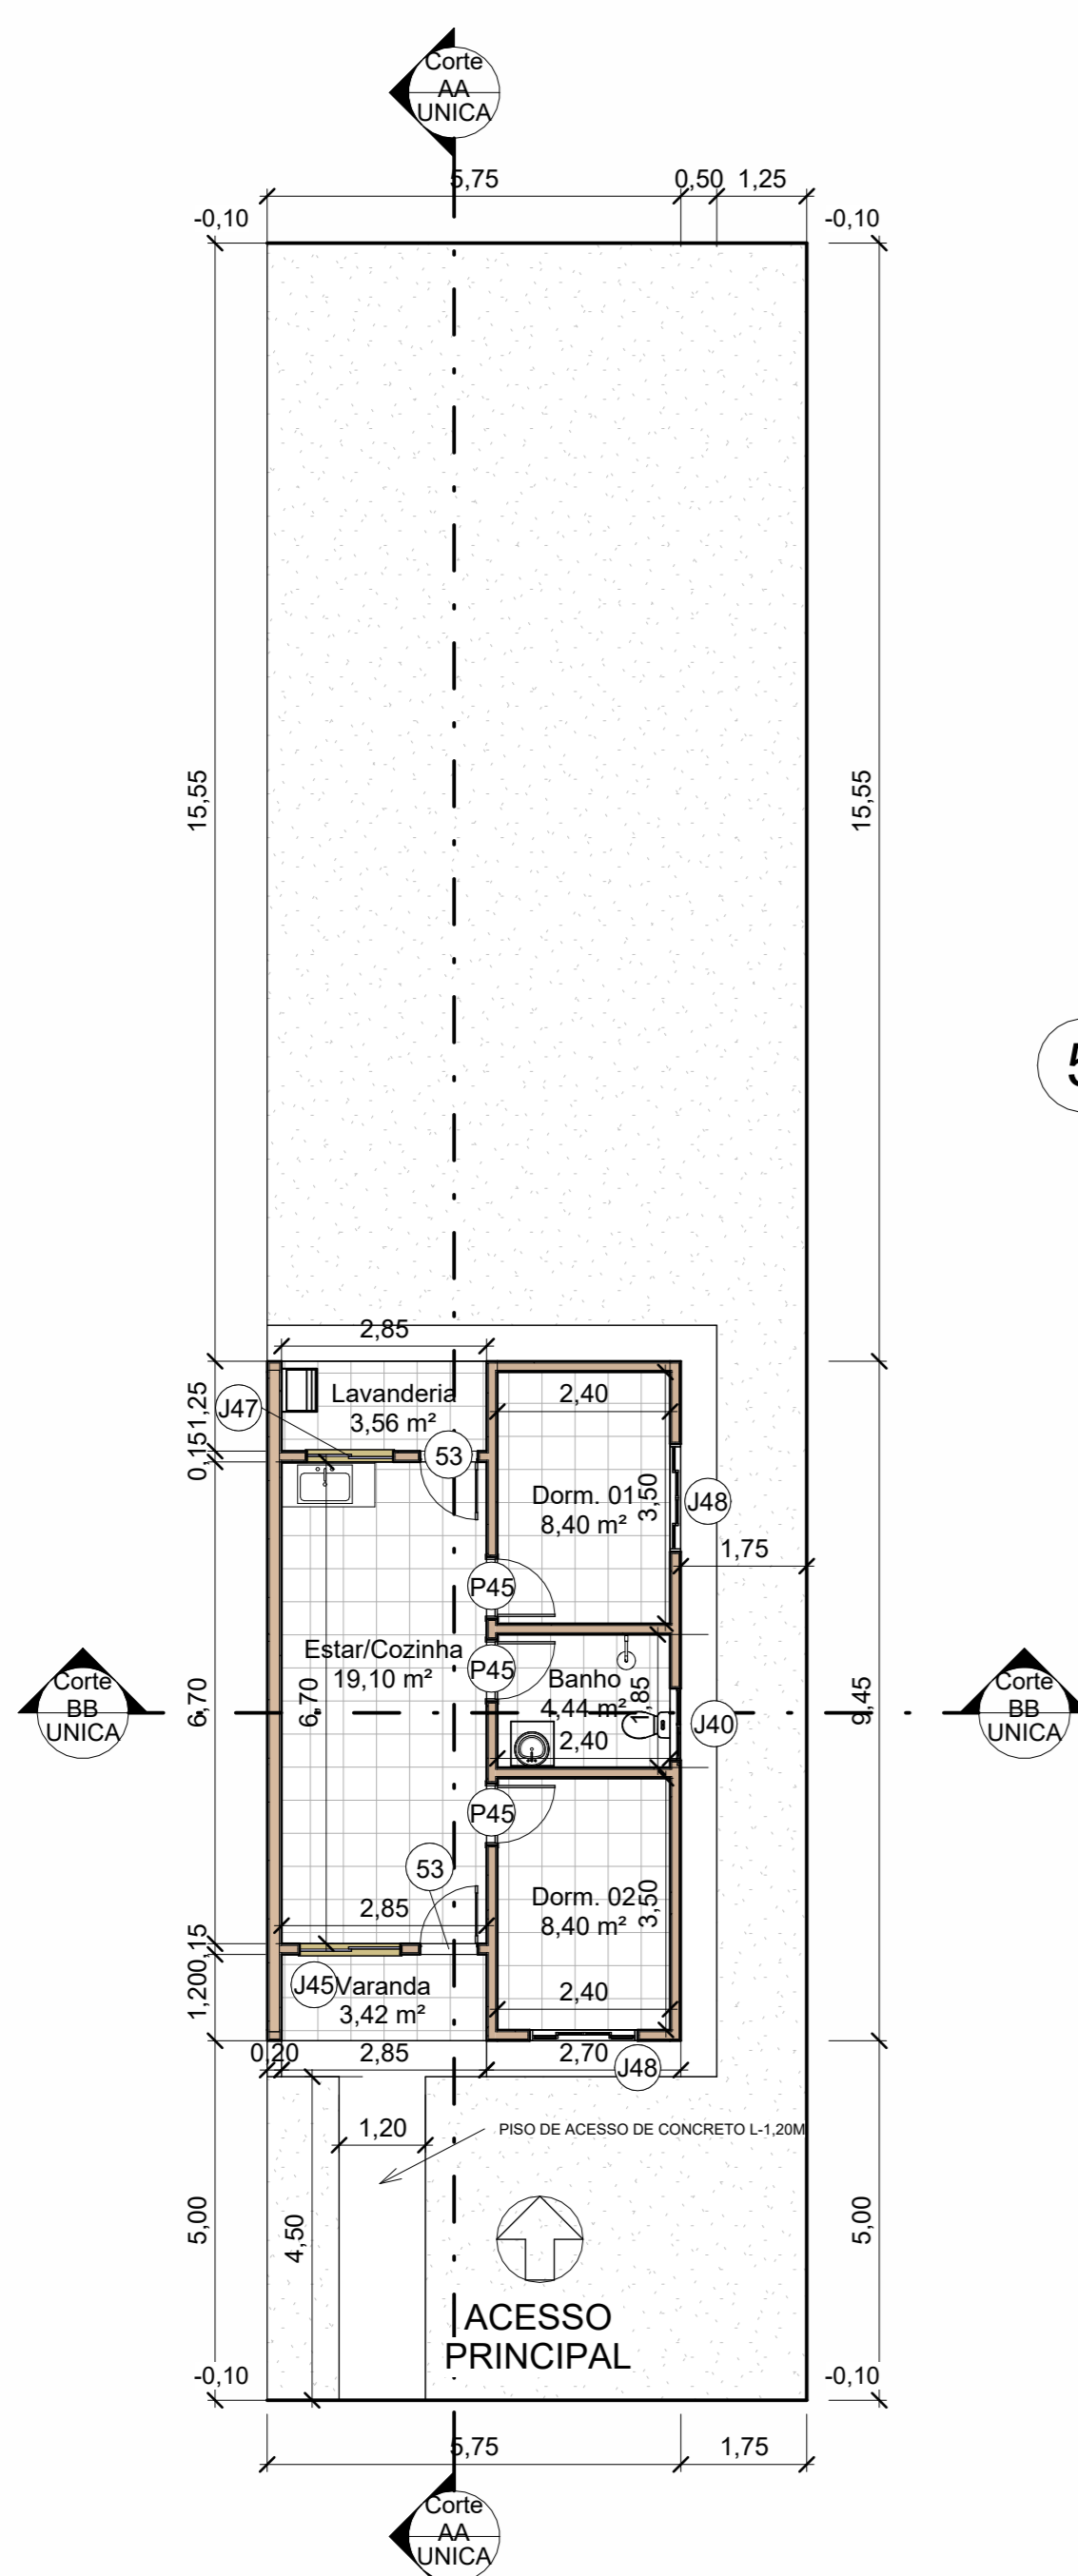 Corte
AA
UNICA
5,75
0,50
1,25
-0,10
-0,10
15,55
15,55
5
2,85
Lavanderia
3,56 m²
2,40
J47
53
1,25
0,15
Dorm. 01
8,40 m²
3,50
J48
1,75
P45
Estar/Cozinha
19,10 m²
P45
Banho
4,44 m²
1,85
2,40
J40
6,70
6,70
9,45
Corte
BB
UNICA
Corte
BB
UNICA
P45
53
2,85
Dorm. 02
8,40 m²
3,50
0,15
1,20
J45
Varanda
3,42 m²
2,40
0,20
2,85
2,70
J48
1,20
PISO DE ACESSO DE CONCRETO L-1,20M
5,00
4,50
5,00
ACESSO
PRINCIPAL
-0,10
-0,10
5,75
1,75
Corte
AA
UNICA